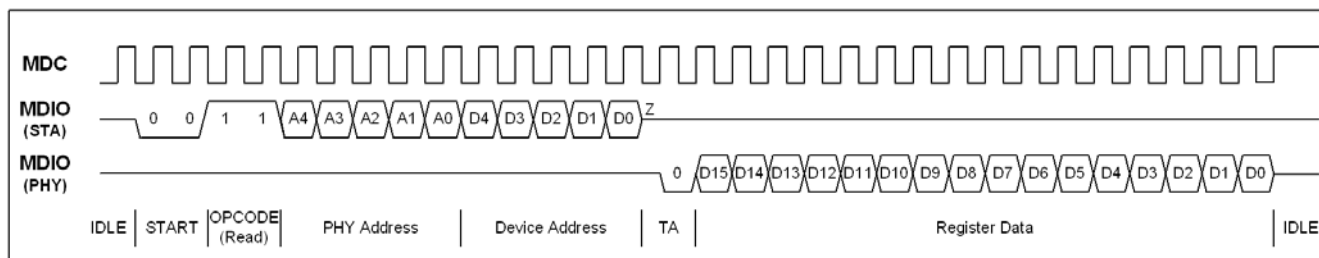 MDC
MDIO
(STA)
0 0 1 1 A4 A3 A2 A1 A0 D4 D3 D2 D1 D0 Z
MDIO
(PHY)
0 D15 D14 D13 D12 D11 D10 D9 D8 D7 D6 D5 D4 D3 D2 D1 D0
IDLE START OPCODE PHY Address Device Address TA Register Data IDLE
(Read)